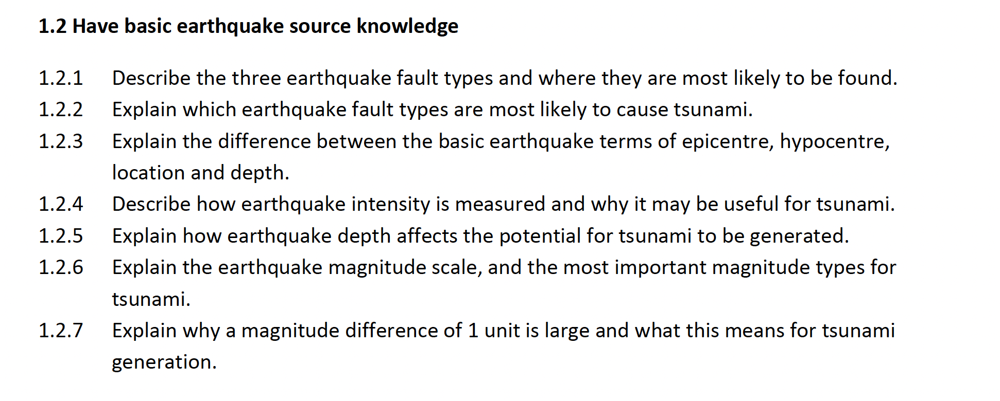 1.2 Have basic earthquake source knowledge
1.2.1 Describe the three earthquake fault types and where they are most likely to be found.
1.2.2 Explain which earthquake fault types are most likely to cause tsunami.
1.2.3 Explain the difference between the basic earthquake terms of epicentre, hypocentre,
location and depth.
1.2.4 Describe how earthquake intensity is measured and why it may be useful for tsunami.
1.2.5 Explain how earthquake depth affects the potential for tsunami to be generated.
1.2.6 Explain the earthquake magnitude scale, and the most important magnitude types for
tsunami.
1.2.7 Explain why a magnitude difference of 1 unit is large and what this means for tsunami
generation.